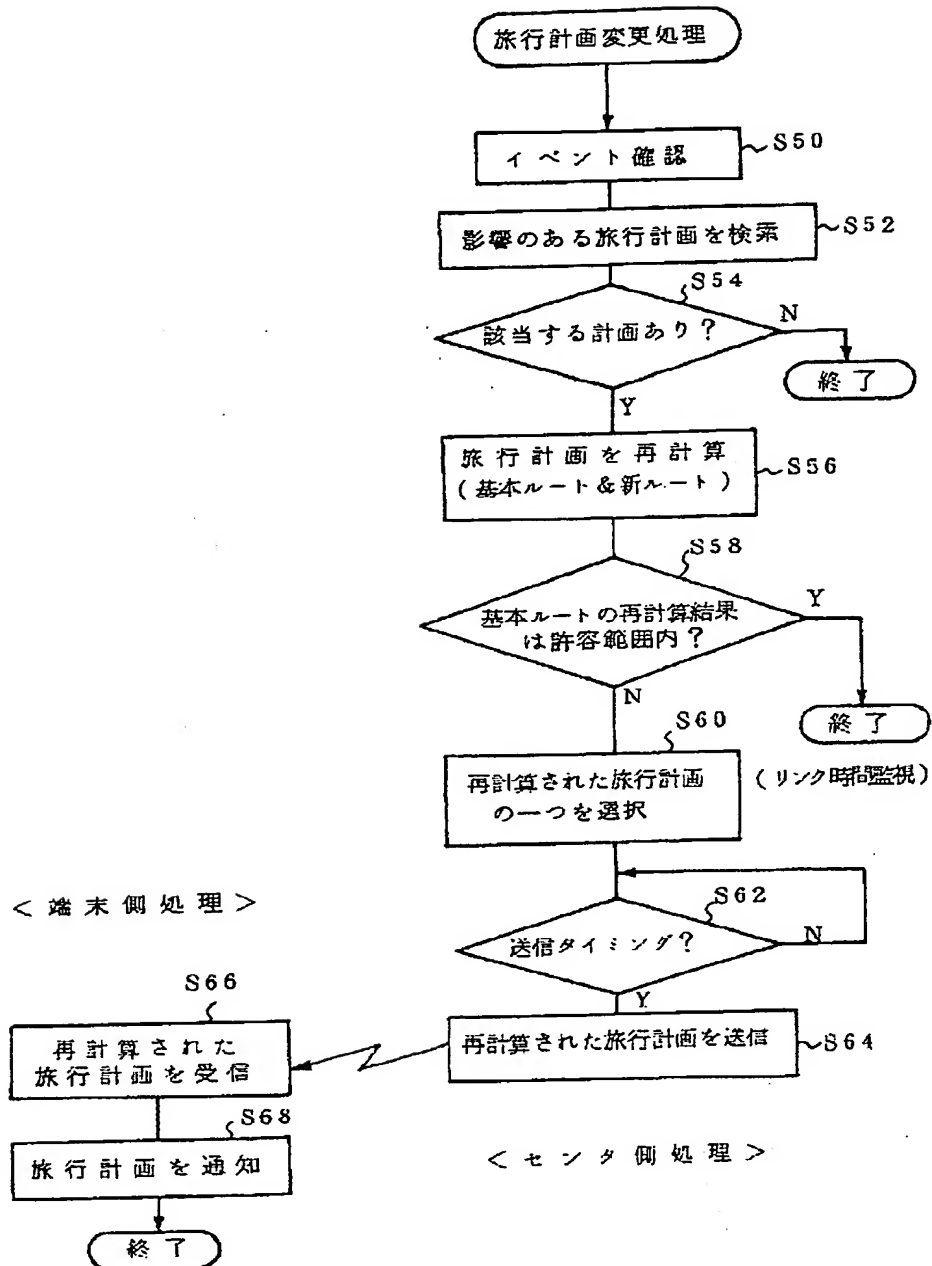 旅行計画変更処理
イベント確認
S50
影響のある旅行計画を検索
S52
S54
該当する計画あり?
N
終了
Y
旅行計画を再計算
(基本ルート&新ルート)
S56
S58
基本ルートの再計算結果
は許容範囲内?
Y
N
終了
(リンク時間監視)
S60
再計算された旅行計画
の一つを選択
<端末側処理>
S62
送信タイミング?
N
Y
再計算された旅行計画を送信
S64
S66
再計算された
旅行計画を受信
S68
旅行計画を通知
<センタ側処理>
終了